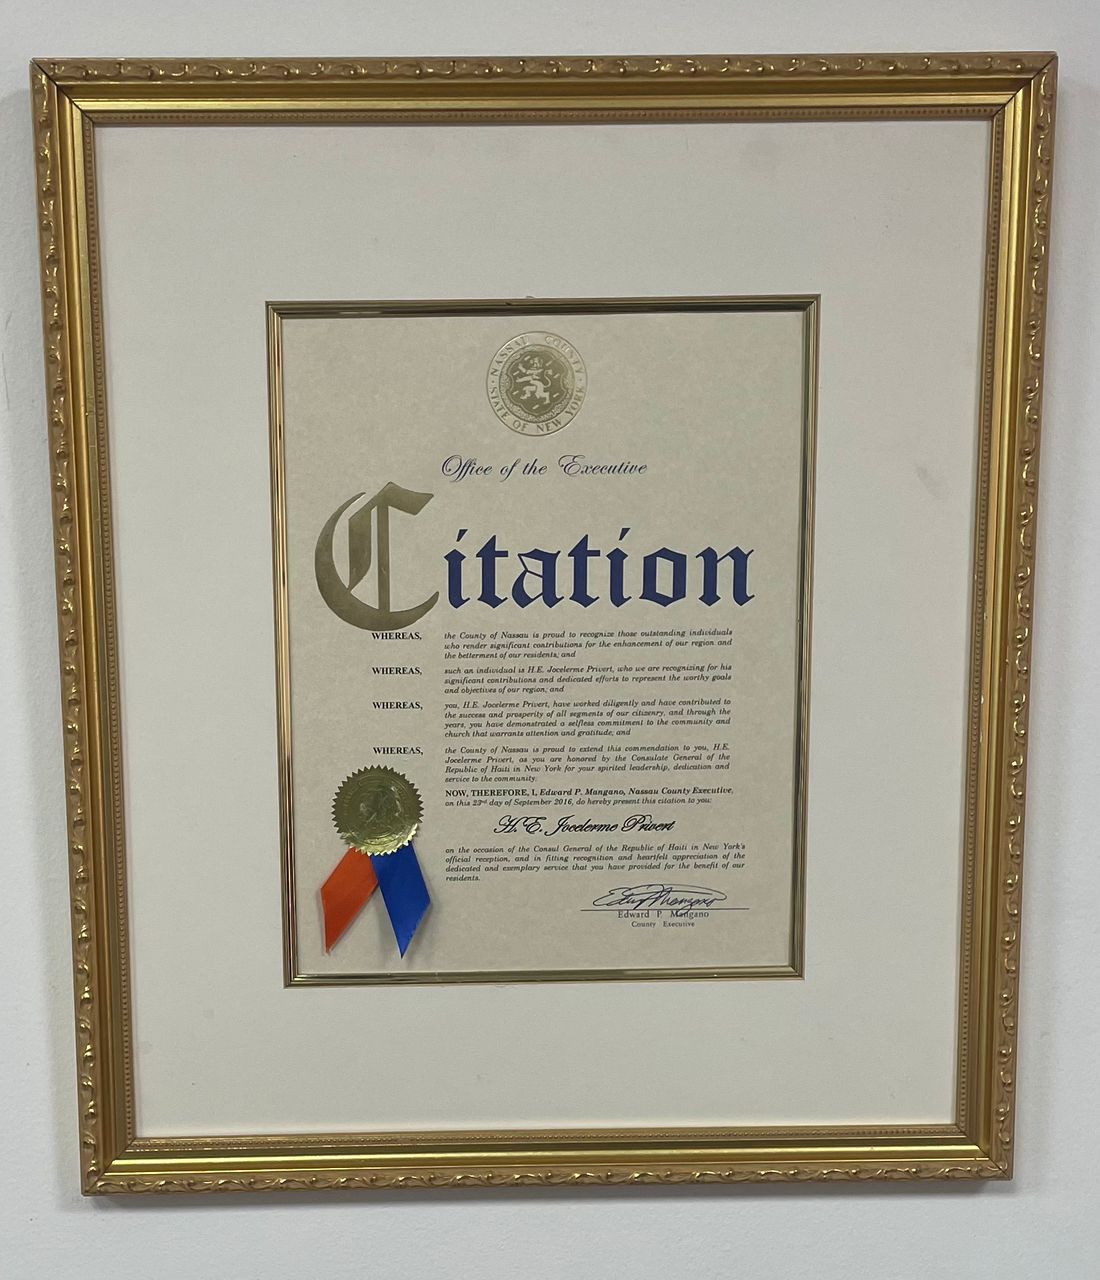 NASSAU COUNTY
STATE OF NEW YORK
Office of the Executive
Citation
WHEREAS, the County of Nassau is proud to recognize those outstanding individuals
who render significant contributions for the enhancement of our region and
the betterment of our residents; and
WHEREAS, such an individual is H.E. Jocelerme Privert, who we are recognizing for his
significant contributions and dedicated efforts to represent the worthy goals
and objectives of our region; and
WHEREAS, you, H.E. Jocelerme Privert, have worked diligently and have contributed to
the success and prosperity of all segments of our citizenry, and through the
years, you have demonstrated a selfless commitment to the community and
church that warrants attention and gratitude; and
WHEREAS, the County of Nassau is proud to extend this commendation to you, H.E.
Jocelerme Privert, as you are honored by the Consulate General of the
Republic of Haiti in New York for your spirited leadership, dedication and
service to the community;
NOW, THEREFORE, I, Edward P. Mangano, Nassau County Executive,
on this 23rd day of September 2016, do hereby present this citation to you:
H.E. Jocelerme Privert
on the occasion of the Consul General of the Republic of Haiti in New York's
official reception, and in fitting recognition and heartfelt appreciation of the
dedicated and exemplary service that you have provided for the benefit of our
residents.
Edward P. Mangano
County Executive